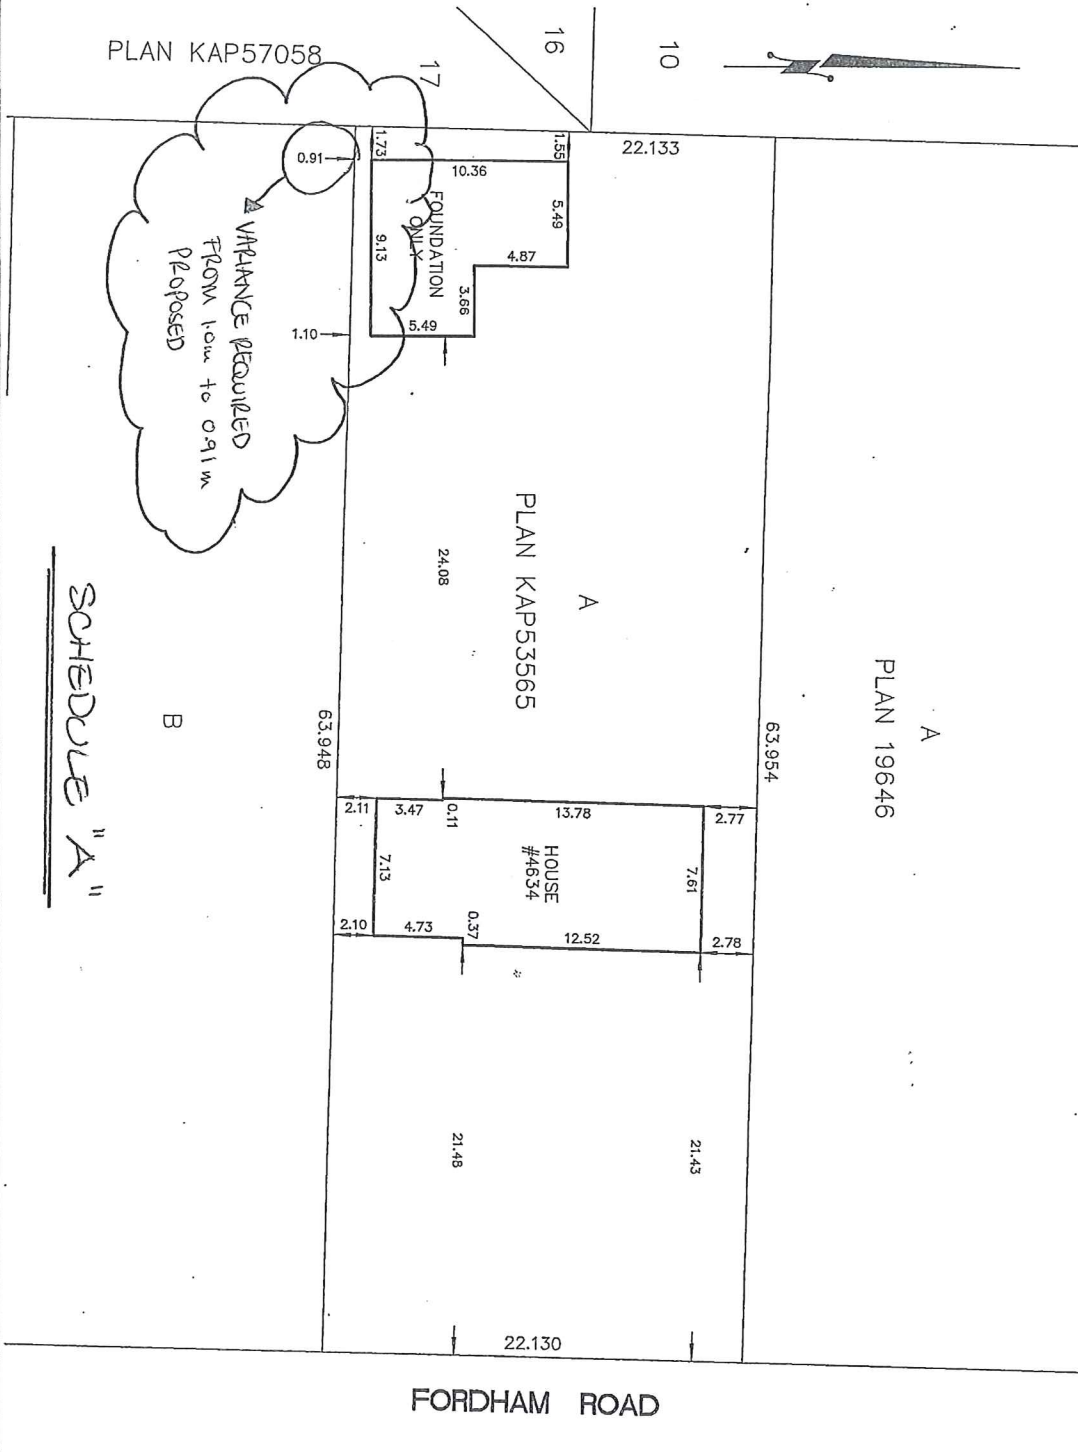 PLAN KAP57058
17
16
10
22.133
1.73
1.55
0.91
10.36
FOUNDATION
ONLY
5.49
9.13
4.87
3.66
5.49
1.10
VARIANCE REQUIRED
FROM 1.0m to 0.91m
PROPOSED
24.08
PLAN KAP53565
A
PLAN 19646
A
63.948
63.954
B
SCHEDULE "A"
2.11
3.47
0.11
13.78
2.77
7.13
HOUSE
#4634
7.61
2.10
4.73
0.37
12.52
2.78
21.48
21.43
22.130
FORDHAM ROAD